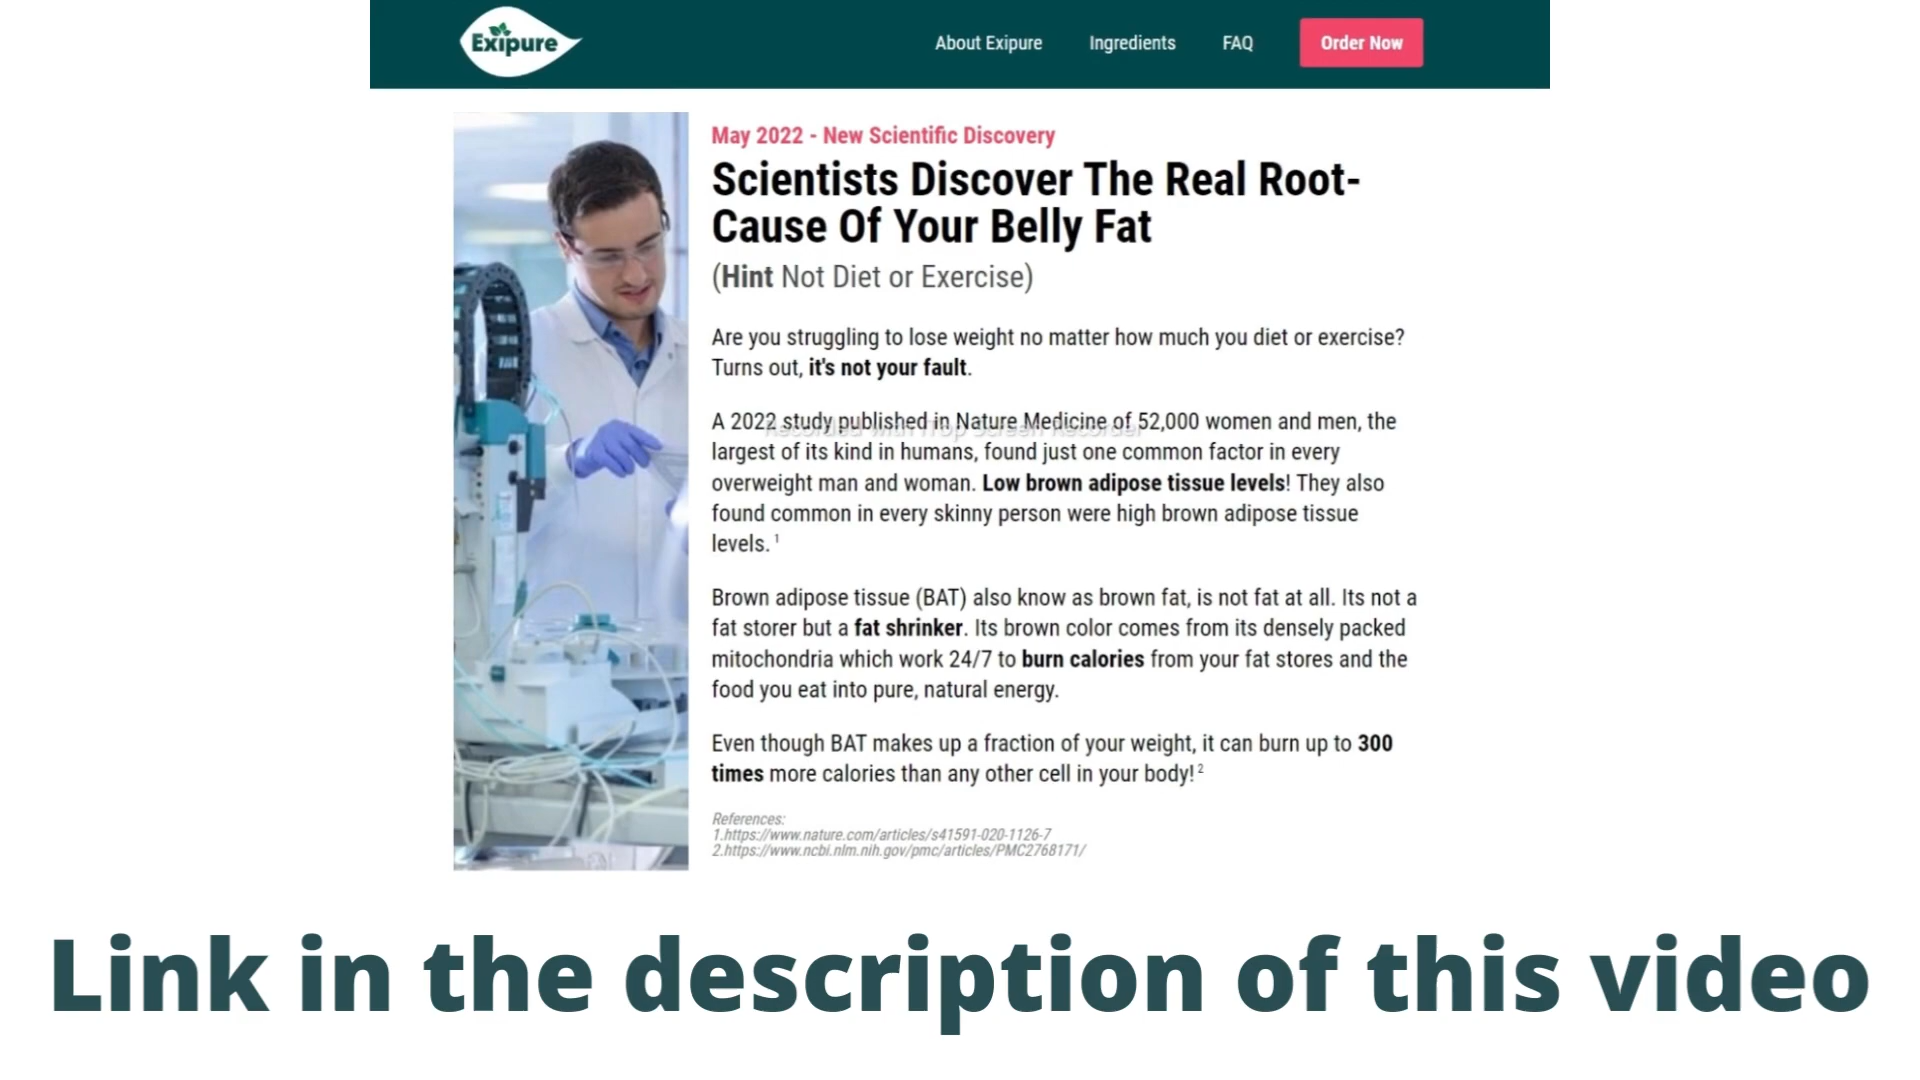 Exipure
About Exipure
Ingredients
FAQ
Order Now
May 2022 - New Scientific Discovery
Scientists Discover The Real Root-
Cause Of Your Belly Fat
(Hint Not Diet or Exercise)
Are you struggling to lose weight no matter how much you diet or exercise?
Turns out, it's not your fault.
A 2022 study published in Nature Medicine of 52,000 women and men, the
Recorded with iTop Screen Recorder
largest of its kind in humans, found just one common factor in every
overweight man and woman. Low brown adipose tissue levels! They also
found common in every skinny person were high brown adipose tissue
levels. 1
Brown adipose tissue (BAT) also know as brown fat, is not fat at all. Its not a
fat storer but a fat shrinker. Its brown color comes from its densely packed
mitochondria which work 24/7 to burn calories from your fat stores and the
food you eat into pure, natural energy.
Even though BAT makes up a fraction of your weight, it can burn up to 300
times more calories than any other cell in your body! 2
References:
1.https://www.nature.com/articles/s41591-020-1126-7
2.https://www.ncbi.nlm.nih.gov/pmc/articles/PMC2768171/
Link in the description of this video